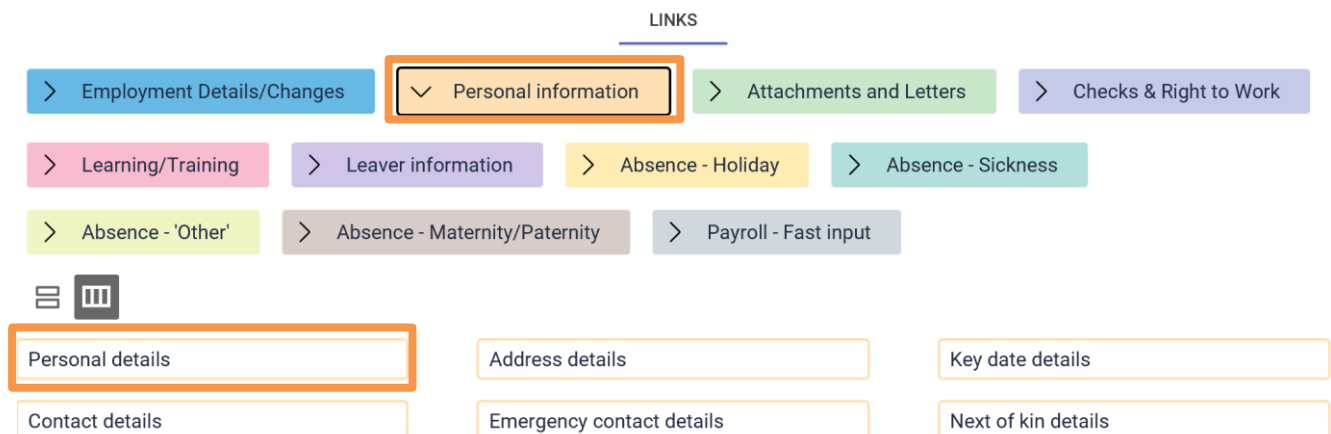 LINKS
Employment Details/Changes Personal information Attachments and Letters Checks & Right to Work
Learning/Training Leaver information Absence - Holiday Absence - Sickness
Absence - 'Other' Absence - Maternity/Paternity Payroll - Fast input
Personal details Address details Key date details
Contact details Emergency contact details Next of kin details